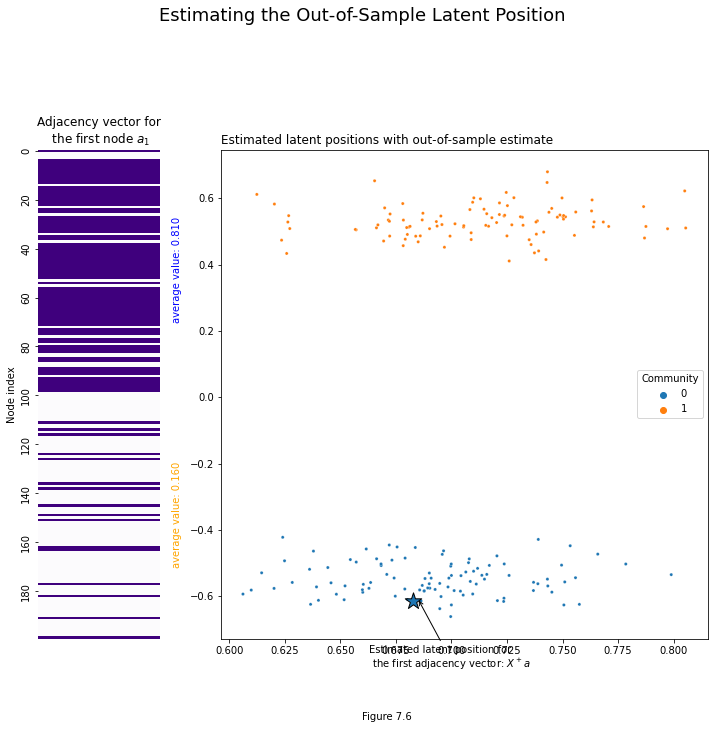 Estimating the Out-of-Sample Latent Position
Adjacency vector for
the first node a₁
Estimated latent positions with out-of-sample estimate
Node index
0
20
40
60
80
100
120
140
160
180
average value: 0.810
average value: 0.160
0.6
0.4
0.2
0.0
−0.2
−0.4
−0.6
Community
0
1
0.600 0.625 0.650 0.675 0.700 0.725 0.750 0.775 0.800
Estimated latent position for
the first adjacency vector: X⁺a
Figure 7.6